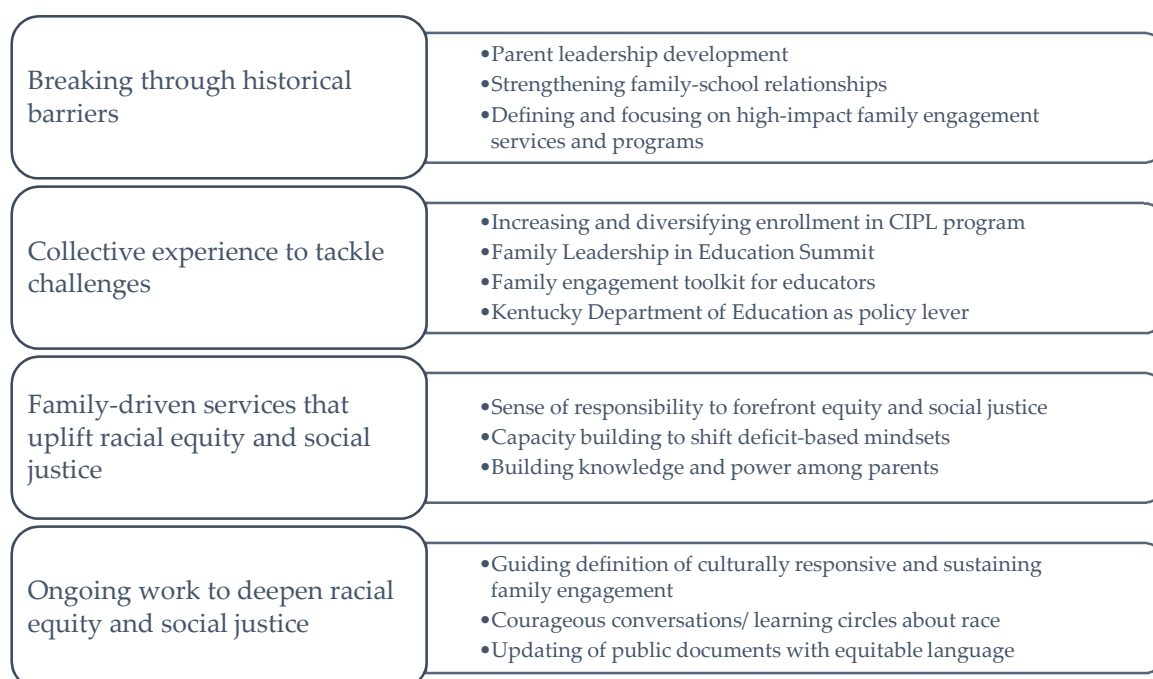 Breaking through historical
barriers
•Parent leadership development
•Strengthening family-school relationships
•Defining and focusing on high-impact family engagement
services and programs
Collective experience to tackle
challenges
•Increasing and diversifying enrollment in CIPL program
•Family Leadership in Education Summit
•Family engagement toolkit for educators
•Kentucky Department of Education as policy lever
Family-driven services that
uplift racial equity and social
justice
•Sense of responsibility to forefront equity and social justice
•Capacity building to shift deficit-based mindsets
•Building knowledge and power among parents
Ongoing work to deepen racial
equity and social justice
•Guiding definition of culturally responsive and sustaining
family engagement
•Courageous conversations/ learning circles about race
•Updating of public documents with equitable language